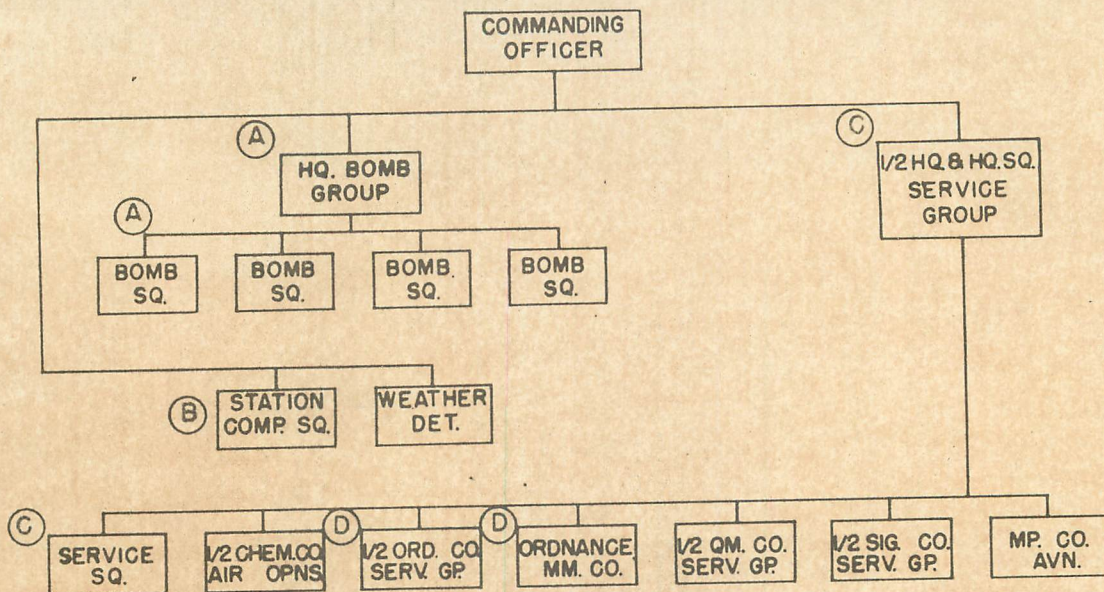 COMMANDING
OFFICER
A
HQ. BOMB
GROUP
C
1/2 HQ. & HQ. SQ.
SERVICE
GROUP
A
BOMB
SQ.
BOMB
SQ.
BOMB.
SQ.
BOMB
SQ.
B
STATION
COMP. SQ.
WEATHER
DET.
C
SERVICE
SQ.
1/2 CHEM. CO.
AIR OPNS
D
1/2 ORD. CO.
SERV. GP.
D
ORDNANCE
MM. CO.
1/2 QM. CO.
SERV. GP.
1/2 SIG. CO.
SERV. GP.
MP. CO.
AVN.